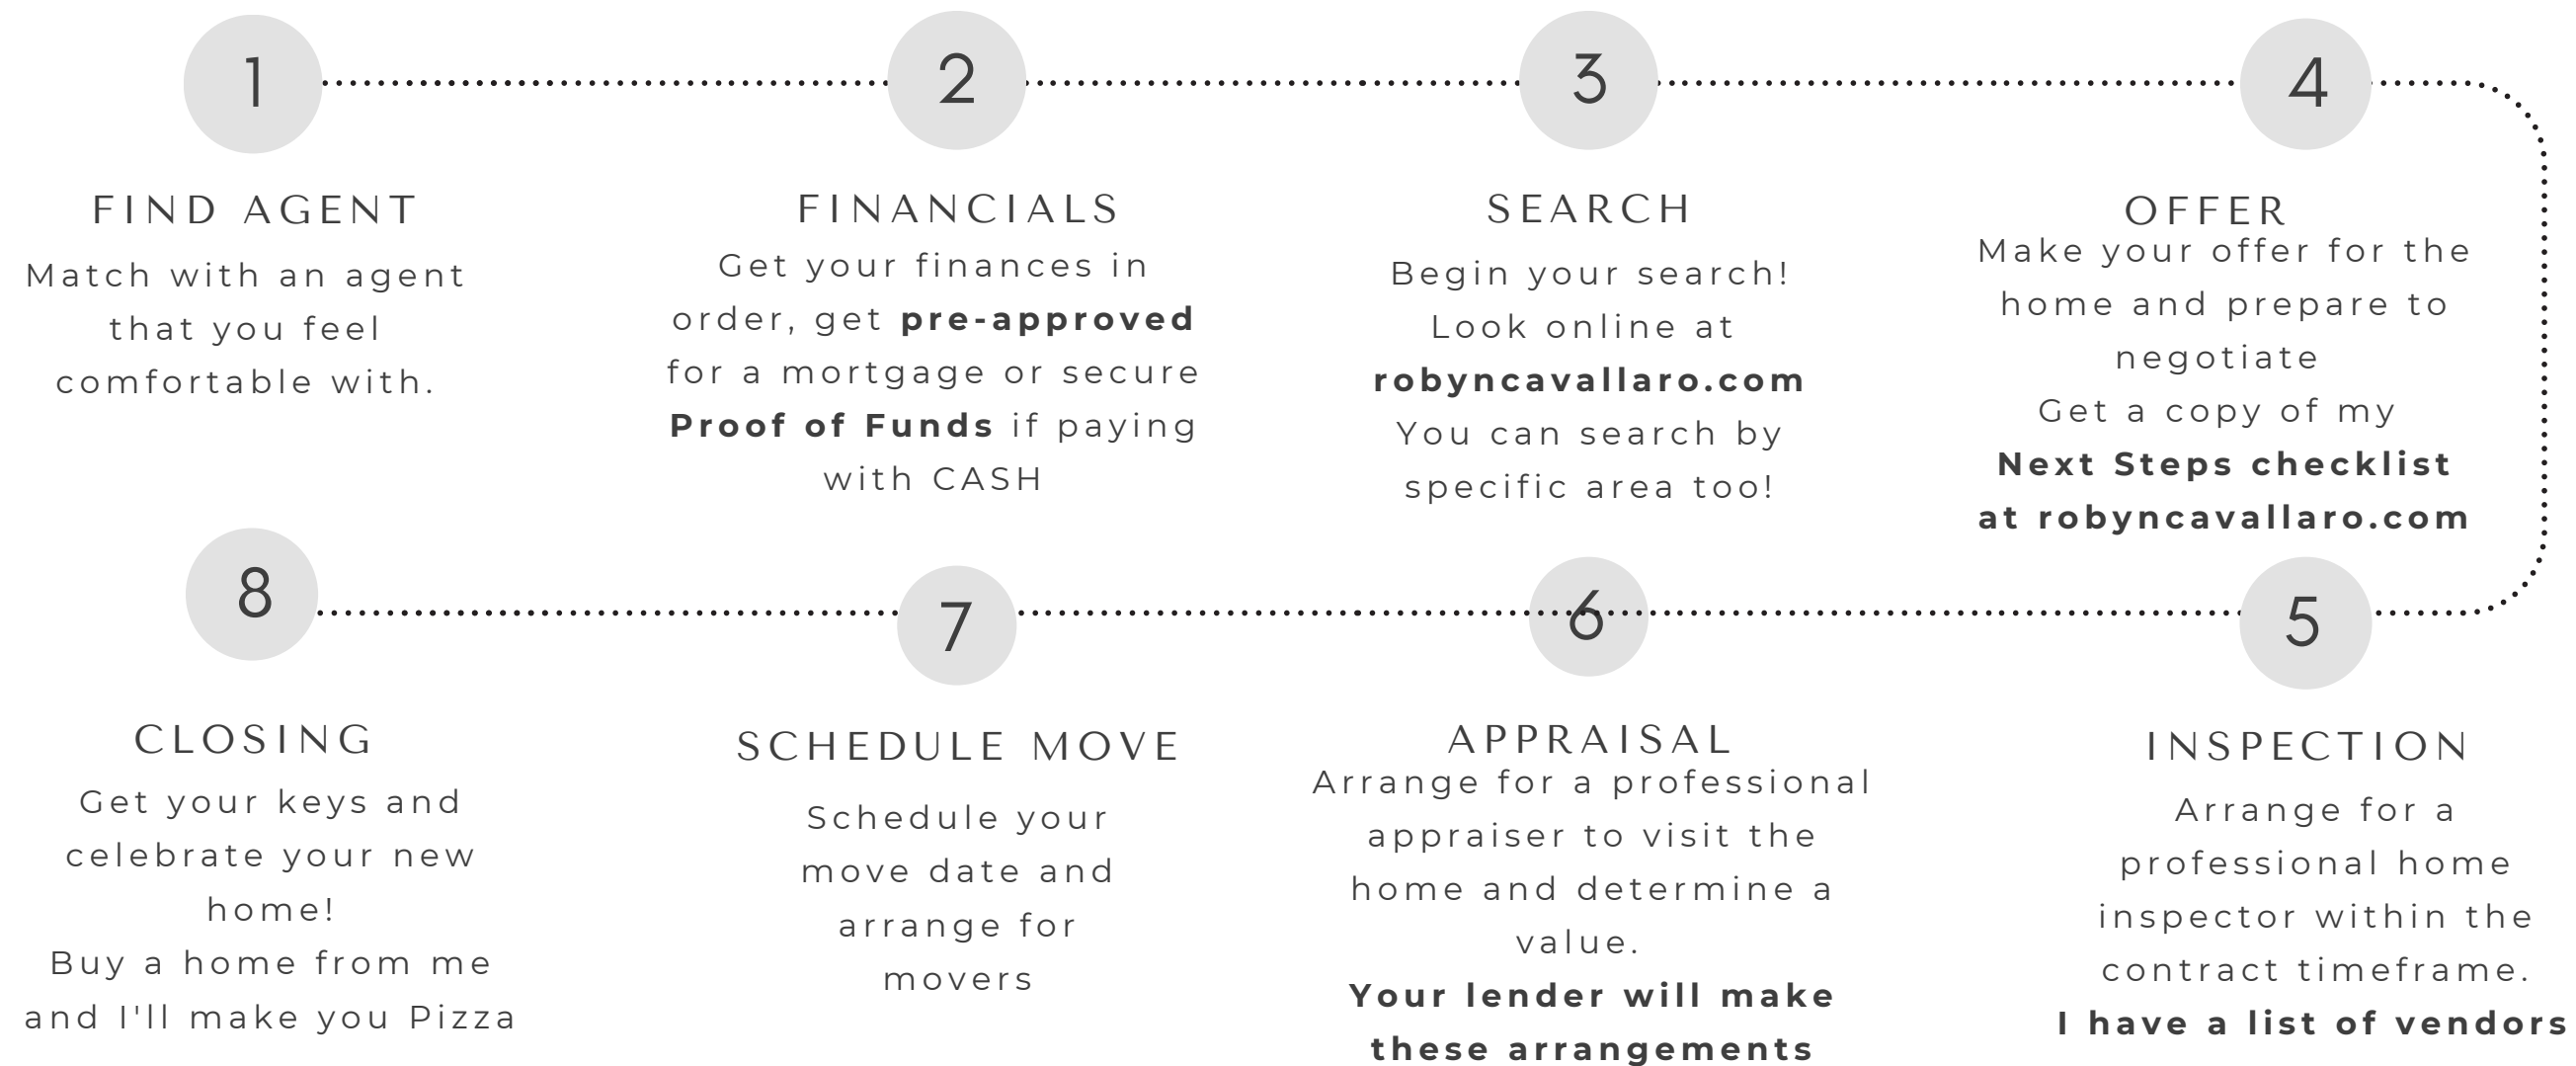 1
FIND AGENT
Match with an agent
that you feel
comfortable with.
2
FINANCIALS
Get your finances in
order, get pre-approved
for a mortgage or secure
Proof of Funds if paying
with CASH
3
SEARCH
Begin your search!
Look online at
robyncavallaro.com
You can search by
specific area too!
4
OFFER
Make your offer for the
home and prepare to
negotiate
Get a copy of my
Next Steps checklist
at robyncavallaro.com
5
INSPECTION
Arrange for a
professional home
inspector within the
contract timeframe.
I have a list of vendors
6
APPRAISAL
Arrange for a professional
appraiser to visit the
home and determine a
value.
Your lender will make
these arrangements
7
SCHEDULE MOVE
Schedule your
move date and
arrange for
movers
8
CLOSING
Get your keys and
celebrate your new
home!
Buy a home from me
and I'll make you Pizza